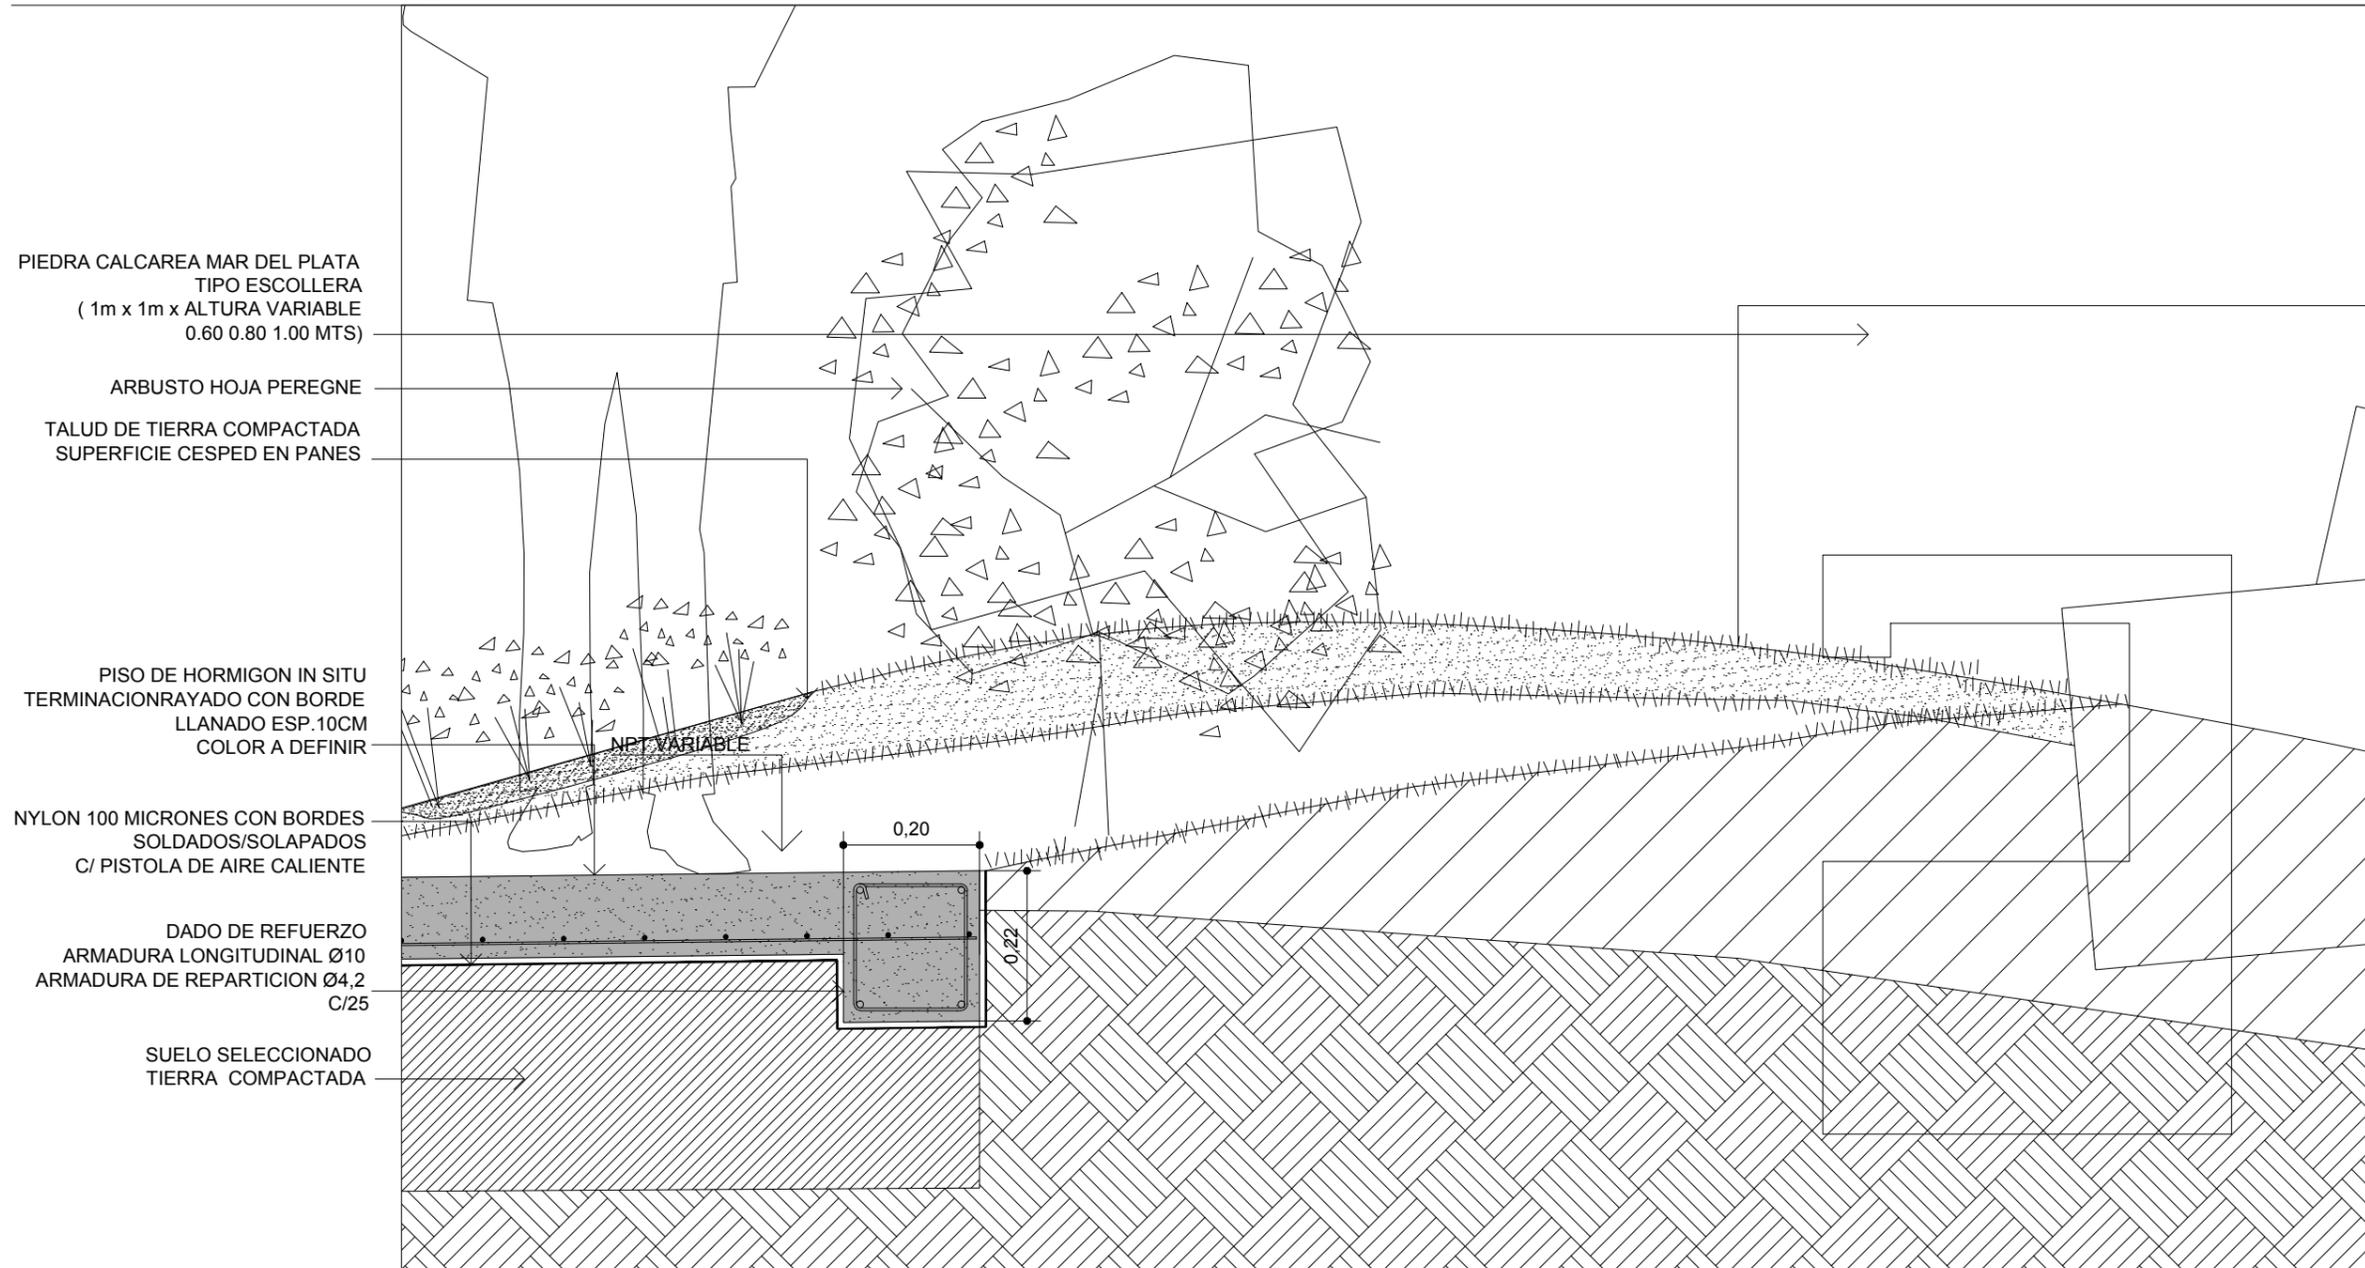 PIEDRA CALCAREA MAR DEL PLATA
TIPO ESCOLLERA
( 1m x 1m x ALTURA VARIABLE
0.60 0.80 1.00 MTS)
ARBUSTO HOJA PEREGNE
TALUD DE TIERRA COMPACTADA
SUPERFICIE CESPED EN PANES
PISO DE HORMIGON IN SITU
TERMINACIONRAYADO CON BORDE
LLANADO ESP.10CM
COLOR A DEFINIR
NPT VARIABLE
NYLON 100 MICRONES CON BORDES
SOLDADOS/SOLAPADOS
C/ PISTOLA DE AIRE CALIENTE
0,20
0,22
DADO DE REFUERZO
ARMADURA LONGITUDINAL Ø10
ARMADURA DE REPARTICION Ø4,2
C/25
SUELO SELECCIONADO
TIERRA  COMPACTADA